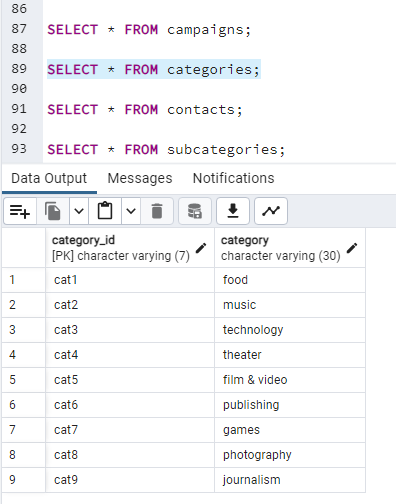 86
87 SELECT * FROM campaigns;
88
89 SELECT * FROM categories;
90
91 SELECT * FROM contacts;
92
93 SELECT * FROM subcategories;
Data Output Messages Notifications
category_id category
[PK] character varying (7) character varying (30)
1 cat1 food
2 cat2 music
3 cat3 technology
4 cat4 theater
5 cat5 film & video
6 cat6 publishing
7 cat7 games
8 cat8 photography
9 cat9 journalism